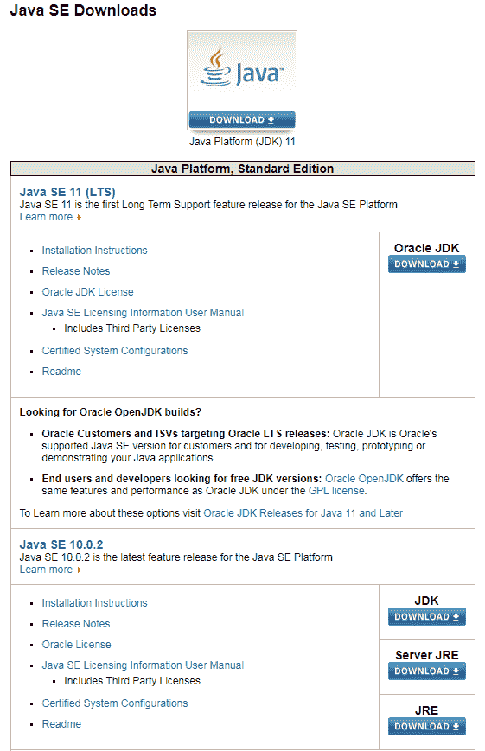 Java SE Downloads
Java™
DOWNLOAD
Java Platform (JDK) 11
Java Platform, Standard Edition
Java SE 11 (LTS)
Java SE 11 is the first Long Term Support feature release for the Java SE Platform
Learn more
Installation Instructions
Release Notes
Oracle JDK License
Java SE Licensing Information User Manual
Includes Third Party Licenses
Certified System Configurations
Readme
Oracle JDK
DOWNLOAD
Looking for Oracle OpenJDK builds?
Oracle Customers and ISVs targeting Oracle LTS releases: Oracle JDK is Oracle's
supported Java SE version for customers and for developing, testing, prototyping or
demonstrating your Java applications.
End users and developers looking for free JDK versions: Oracle OpenJDK offers the
same features and performance as Oracle JDK under the GPL license.
To Learn more about these options visit Oracle JDK Releases for Java 11 and Later
Java SE 10.0.2
Java SE 10.0.2 is the latest feature release for the Java SE Platform
Learn more
Installation Instructions
Release Notes
Oracle License
Java SE Licensing Information User Manual
Includes Third Party Licenses
Certified System Configurations
Readme
JDK
DOWNLOAD
Server JRE
DOWNLOAD
JRE
DOWNLOAD